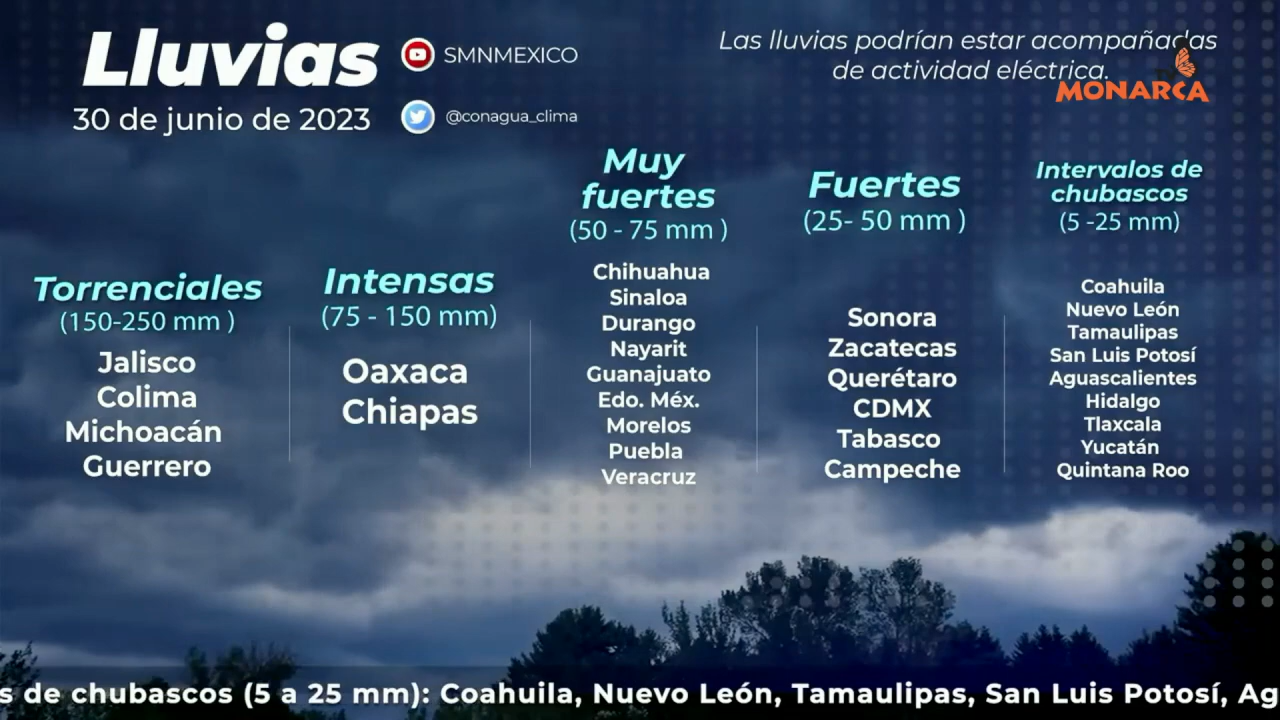 Lluvias
30 de junio de 2023
SMNMEXICO
@conagua_clima
Las lluvias podrían estar acompañadas
de actividad eléctrica.
MONARCA
Torrenciales
(150-250 mm )
Jalisco
Colima
Michoacán
Guerrero
Intensas
(75 - 150 mm)
Oaxaca
Chiapas
Muy
fuertes
(50 - 75 mm )
Chihuahua
Sinaloa
Durango
Nayarit
Guanajuato
Edo. Méx.
Morelos
Puebla
Veracruz
Fuertes
(25- 50 mm )
Sonora
Zacatecas
Querétaro
CDMX
Tabasco
Campeche
Intervalos de
chubascos
(5 -25 mm)
Coahuila
Nuevo León
Tamaulipas
San Luis Potosí
Aguascalientes
Hidalgo
Tlaxcala
Yucatán
Quintana Roo
s de chubascos (5 a 25 mm): Coahuila, Nuevo León, Tamaulipas, San Luis Potosí, Ag